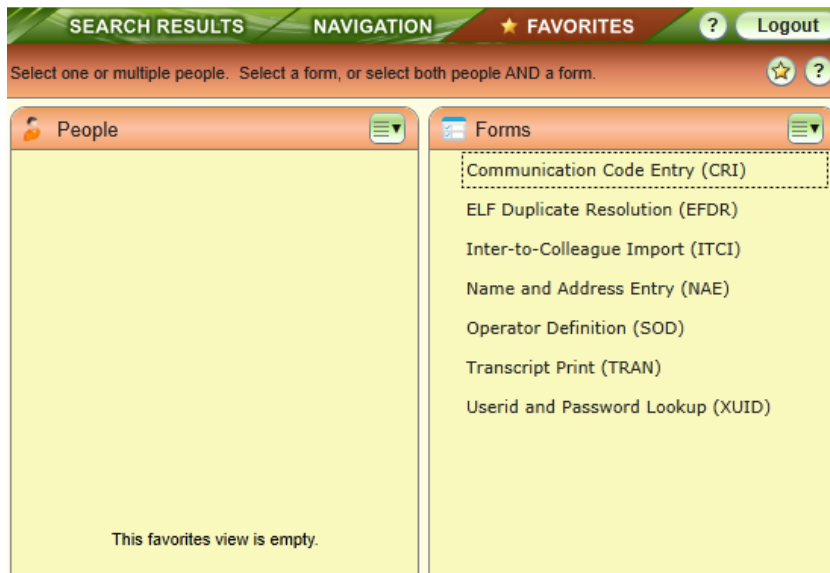 SEARCH RESULTS NAVIGATION FAVORITES ? Logout
Select one or multiple people. Select a form, or select both people AND a form. ?
People
This favorites view is empty.
Forms
Communication Code Entry (CRI)
ELF Duplicate Resolution (EFDR)
Inter-to-Colleague Import (ITCI)
Name and Address Entry (NAE)
Operator Definition (SOD)
Transcript Print (TRAN)
Userid and Password Lookup (XUID)